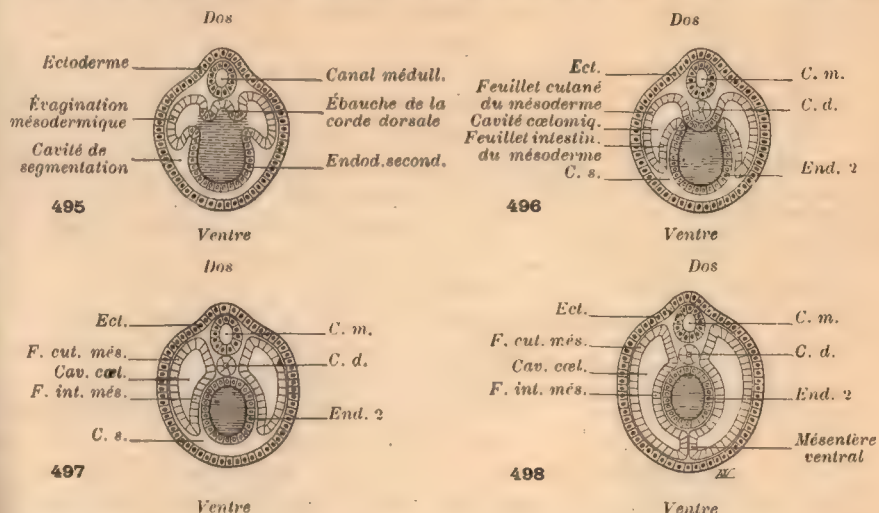 Dos
Ectoderme
Canal médull.
Évagination
mésodermique
Ébauche de la
corde dorsale
Cavité de
segmentation
Endod. second.
495
Ventre
Dos
Ect.
C. m.
Feuillet cutané
du mésoderme
C. d.
Cavité cœlomiq.
Feuillet intestin.
du mésoderme
C. s.
End. 2
496
Ventre
Dos
Ect.
C. m.
F. cut. més.
C. d.
Cav. cœl.
F. int. més.
End. 2
C. s.
497
Ventre
Dos
Ect.
C. m.
F. cut. més.
C. d.
Cav. cœl.
F. int. més.
End. 2
Mésentère
ventral
498
Ventre